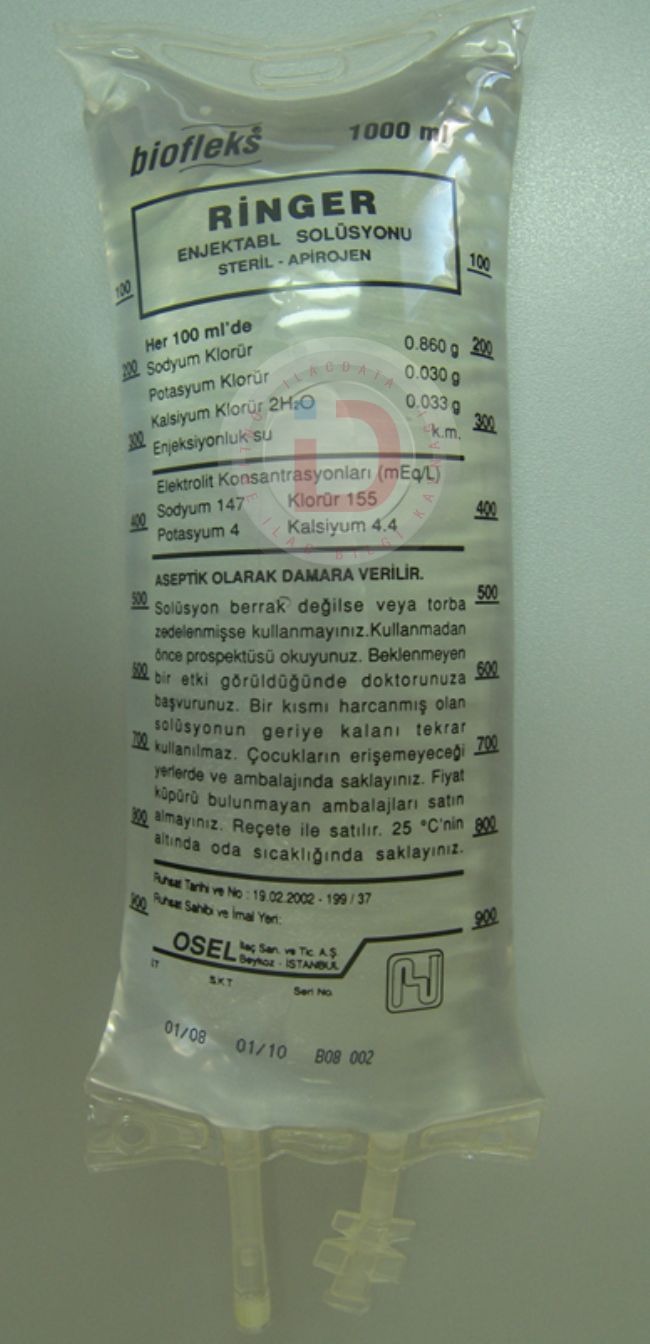 biofleks® 1000 ml
RİNGER
ENJEKTABL SOLÜSYONU
STERİL - APİROJEN
100 100
Her 100 ml'de
200 Sodyum Klorür 0.860 g 200
Potasyum Klorür 0.030 g
Kalsiyum Klorür 2H₂O 0.033 g
300 Enjeksiyonluk su k.m. 300
Elektrolit Konsantrasyonları (mEq/L)
Sodyum 147 Klorür 155
400 Potasyum 4 Kalsiyum 4.4 400
ASEPTİK OLARAK DAMARA VERİLİR.
500 Solüsyon berrak değilse veya torba 500
zedelenmişse kullanmayınız.Kullanmadan
önce prospektüsü okuyunuz. Beklenmeyen
600 bir etki görüldüğünde doktorunuza 600
başvurunuz. Bir kısmı harcanmış olan
solüsyonun geriye kalanı tekrar
700 kullanılmaz. Çocukların erişemeyeceği 700
yerlerde ve ambalajında saklayınız. Fiyat
küpürü bulunmayan ambalajları satın
800 almayınız. Reçete ile satılır. 25 °C'nin 800
altında oda sıcaklığında saklayınız.
Ruhsat Tarihi ve No : 19.02.2002 - 199 / 37
900 Ruhsat Sahibi ve İmal Yeri: 900
OSEL İlaç San. ve Tic. A.Ş.
Beykoz - İSTANBUL
İT S.K.T Seri No.
01/08 01/10 B08 002